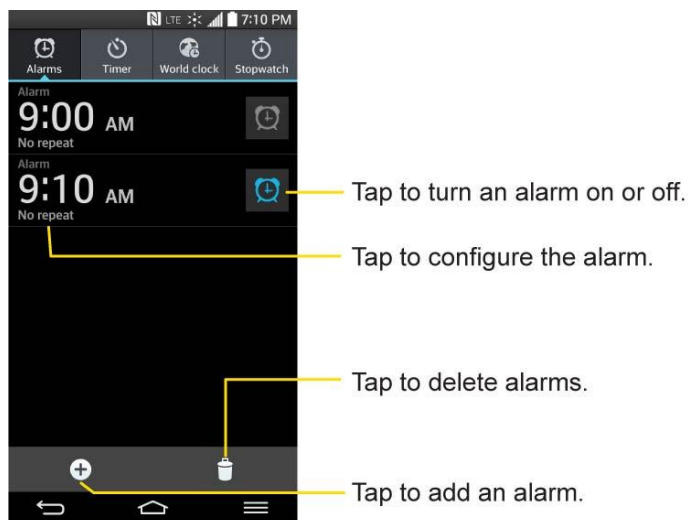 N LTE 7:10 PM
Alarms Timer World clock Stopwatch
Alarm
9:00 AM
No repeat
Alarm
9:10 AM
No repeat
Tap to turn an alarm on or off.
Tap to configure the alarm.
Tap to delete alarms.
Tap to add an alarm.